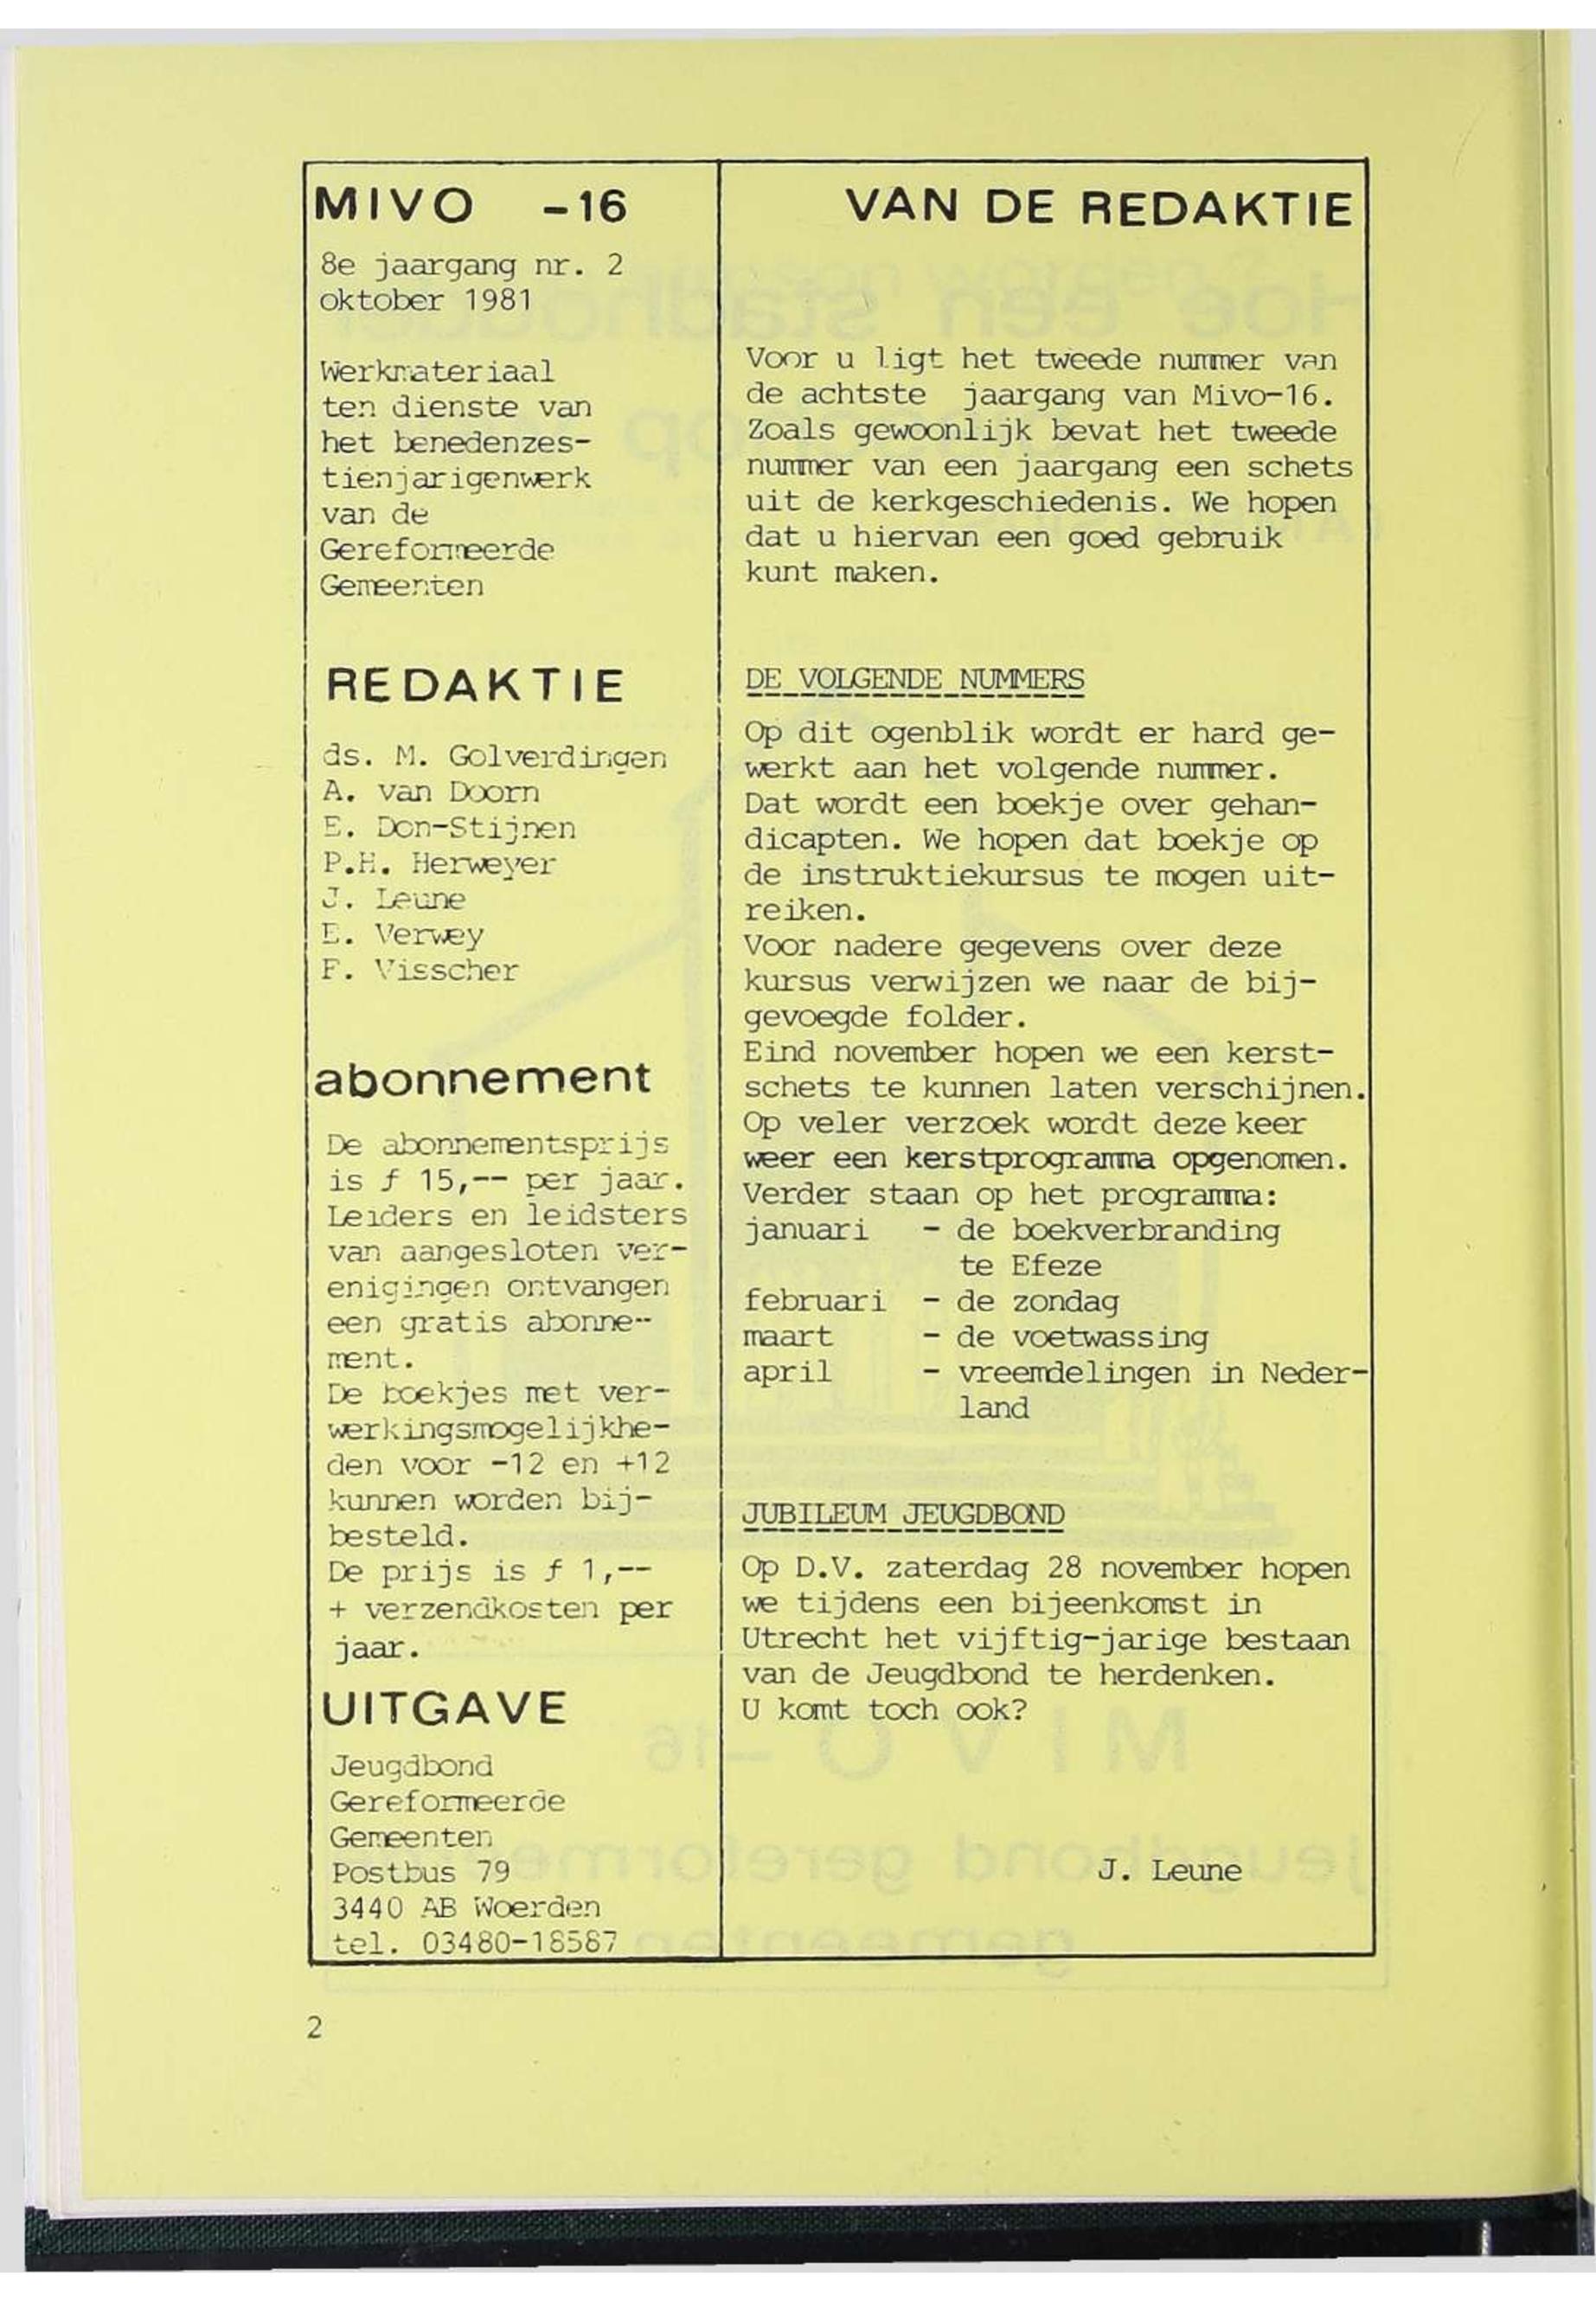 MIVO -16
8e jaargang nr. 2
oktober 1981
Werkmateriaal
ten dienste van
het benedenzes-
tienjarigenwerk
van de
Gereformeerde
Gemeenten
REDAKTIE
ds. M. Golverdingen
A. van Doorn
E. Don-Stijnen
P.H. Herweyer
J. Leune
E. Verwey
F. Visscher
abonnement
De abonnementsprijs
is ƒ 15,-- per jaar.
Leiders en leidsters
van aangesloten ver-
enigingen ontvangen
een gratis abonne-
ment.
De boekjes met ver-
werkingsmogelijkhe-
den voor -12 en +12
kunnen worden bij-
besteld.
De prijs is ƒ 1,--
+ verzendkosten per
jaar.
UITGAVE
Jeugdbond
Gereformeerde
Gemeenten
Postbus 79
3440 AB Woerden
tel. 03480-18587
VAN DE REDAKTIE
Voor u ligt het tweede nummer van
de achtste jaargang van Mivo-16.
Zoals gewoonlijk bevat het tweede
nummer van een jaargang een schets
uit de kerkgeschiedenis. We hopen
dat u hiervan een goed gebruik
kunt maken.
DE VOLGENDE NUMMERS
Op dit ogenblik wordt er hard ge-
werkt aan het volgende nummer.
Dat wordt een boekje over gehan-
dicapten. We hopen dat boekje op
de instruktiekursus te mogen uit-
reiken.
Voor nadere gegevens over deze
kursus verwijzen we naar de bij-
gevoegde folder.
Eind november hopen we een kerst-
schets te kunnen laten verschijnen.
Op veler verzoek wordt deze keer
weer een kerstprogramma opgenomen.
Verder staan op het programma:
januari - de boekverbranding
te Efeze
februari - de zondag
maart - de voetwassing
april - vreemdelingen in Neder-
land
JUBILEUM JEUGDBOND
Op D.V. zaterdag 28 november hopen
we tijdens een bijeenkomst in
Utrecht het vijftig-jarige bestaan
van de Jeugdbond te herdenken.
U komt toch ook?
J. Leune
2